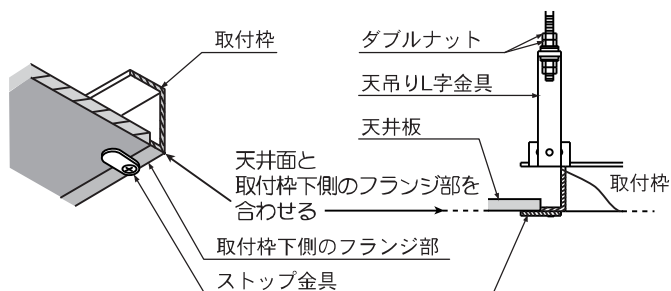 取付枠
天井面と
取付枠下側のフランジ部を
合わせる
取付枠下側のフランジ部
ストップ金具
ダブルナット
天吊りL字金具
天井板
取付枠